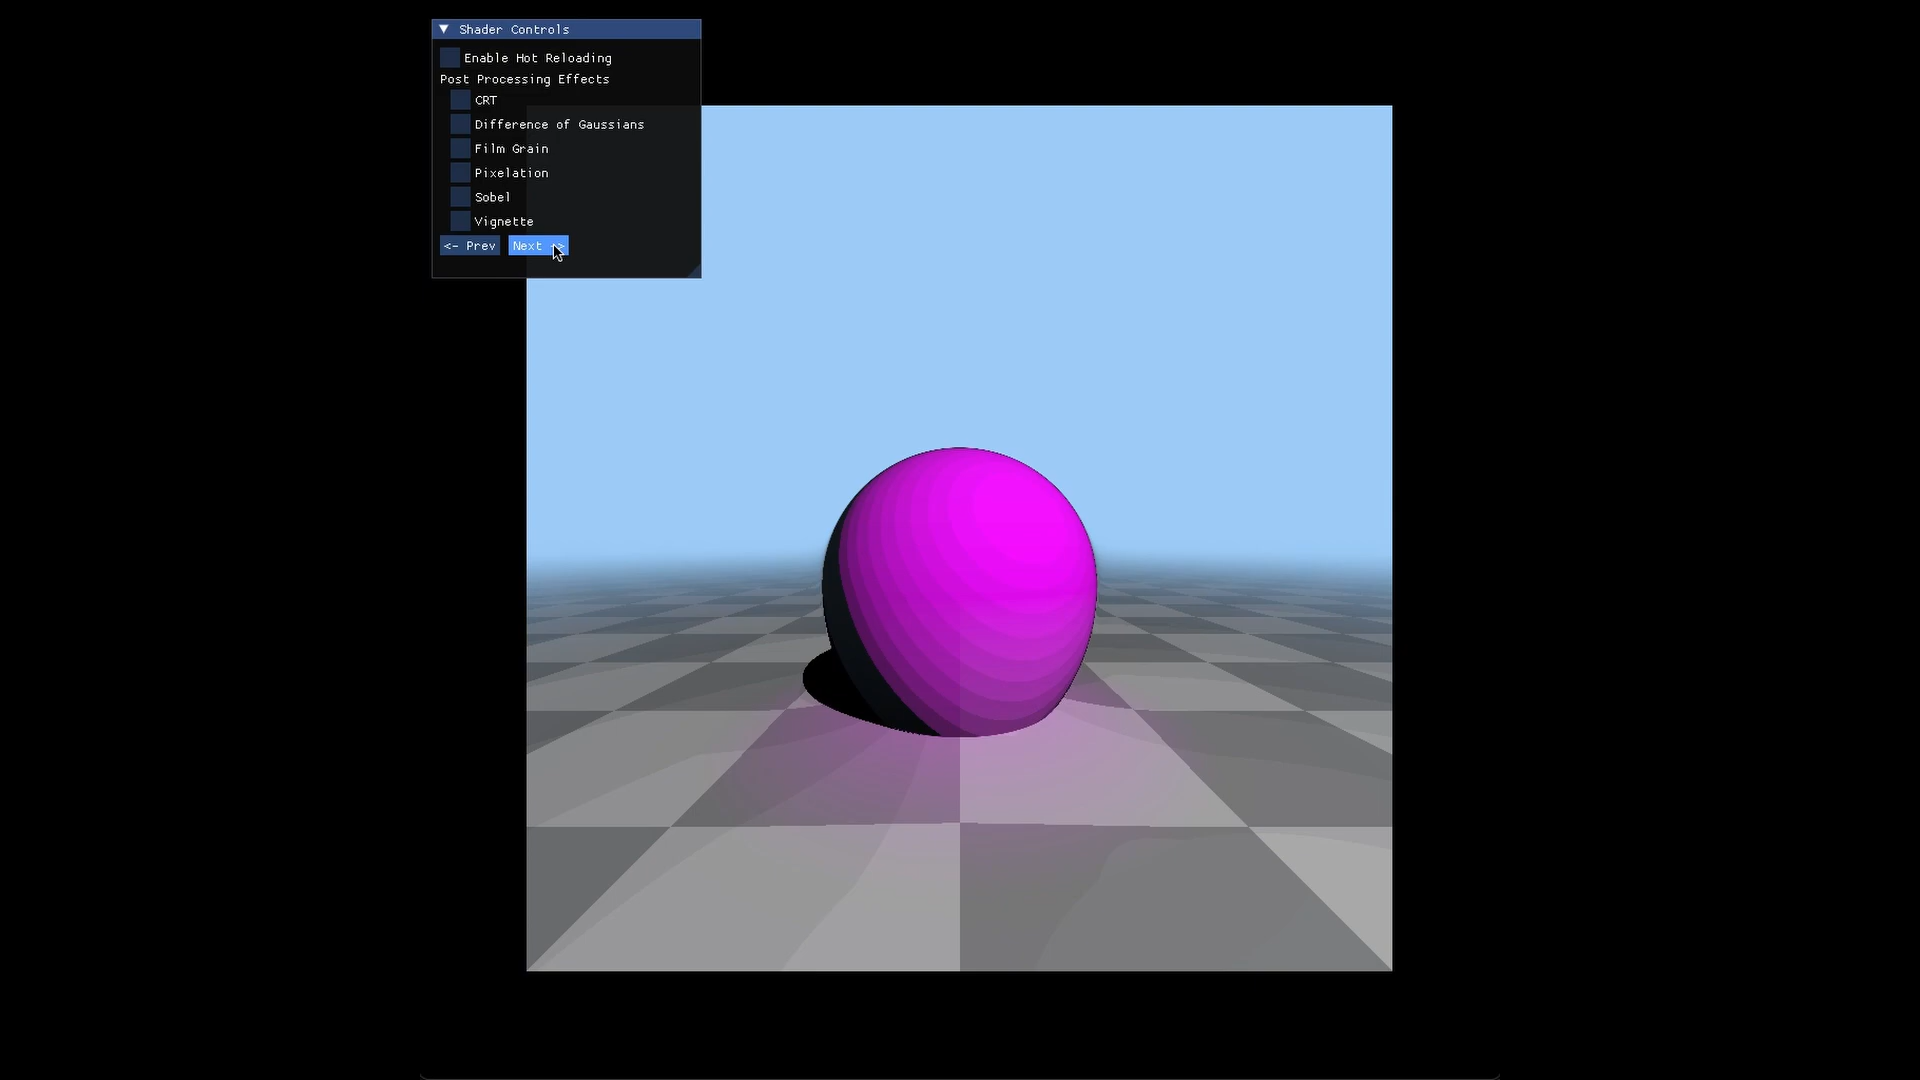 Shader Controls
Enable Hot Reloading
Post Processing Effects
CRT
Difference of Gaussians
Film Grain
Pixelation
Sobel
Vignette
<- Prev Next ->